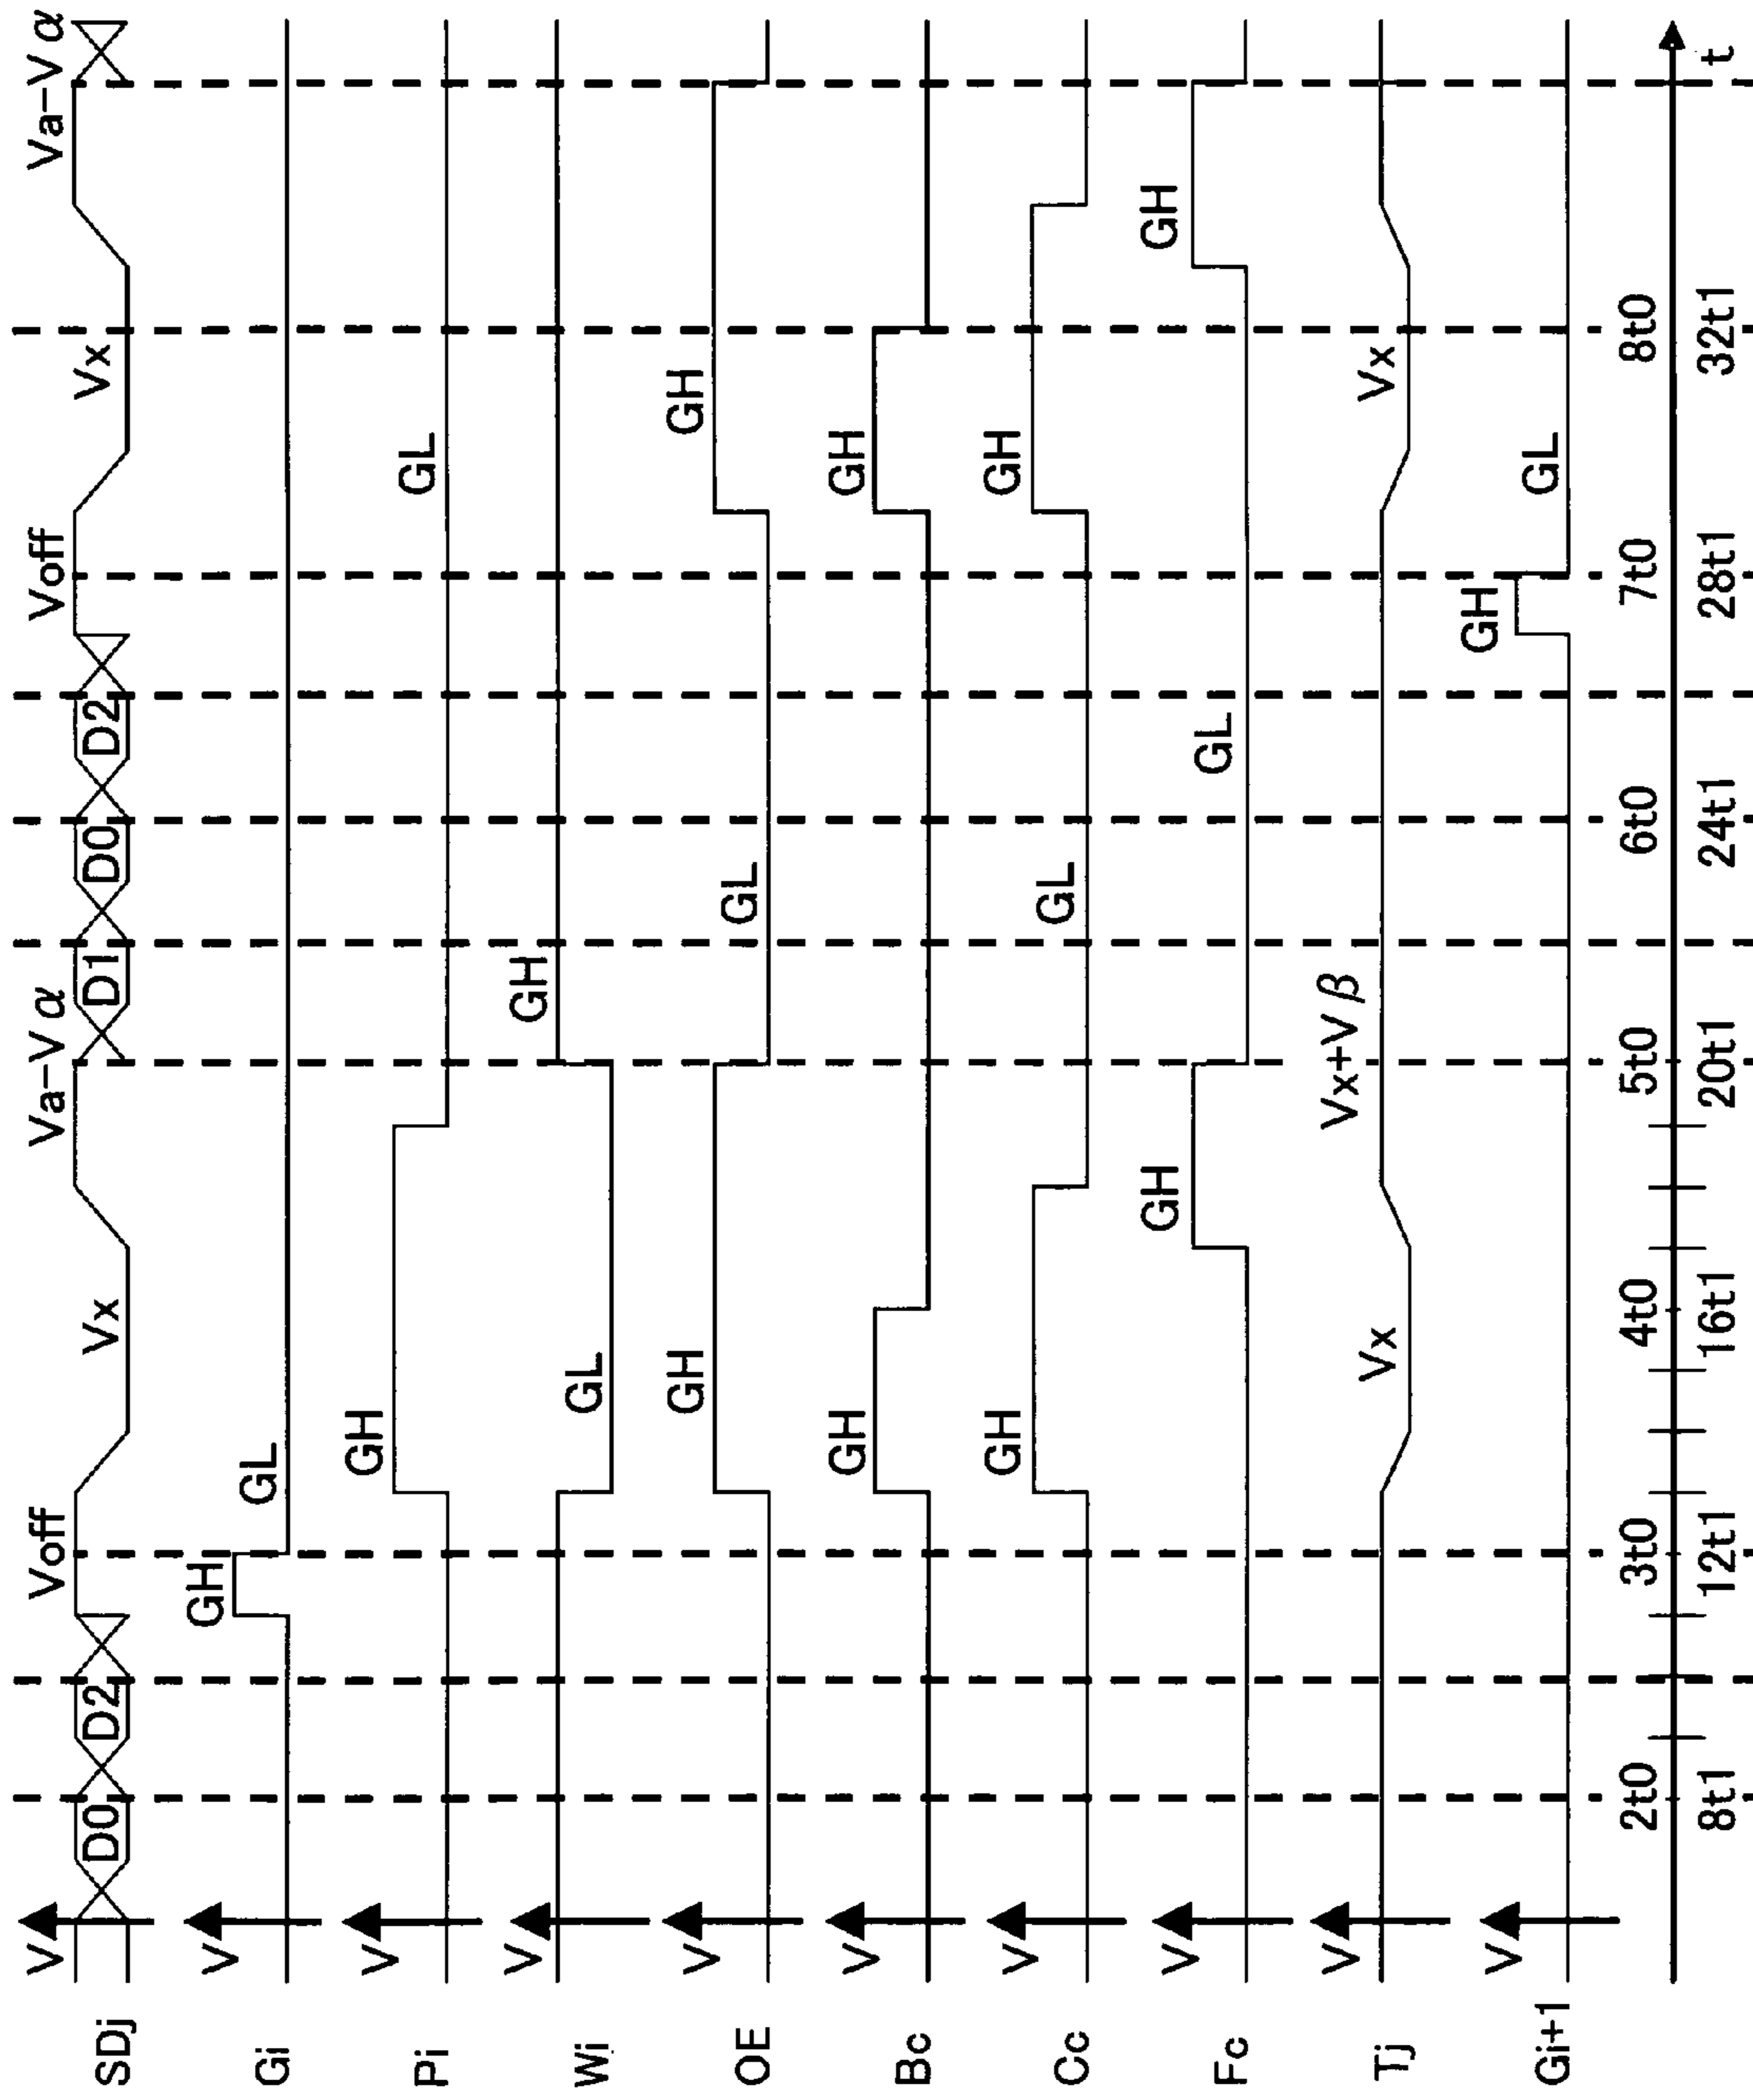 SDj V D0 D2 Voff Vx Va-Vα D1 D0 D2 Voff Vx Va-Vα
Gi V GH GL
Pi V GH GL
Wi V GL GH
OE V GH GL GH
Bc V GH GH
Cc V GH GL GH
Fc V GH GL GH
Tj V Vx Vx+Vβ Vx
Gi+1 V GH GL
2t0 3t0 4t0 5t0 6t0 7t0 8t0 t
8t1 12t1 16t1 20t1 24t1 28t1 32t1